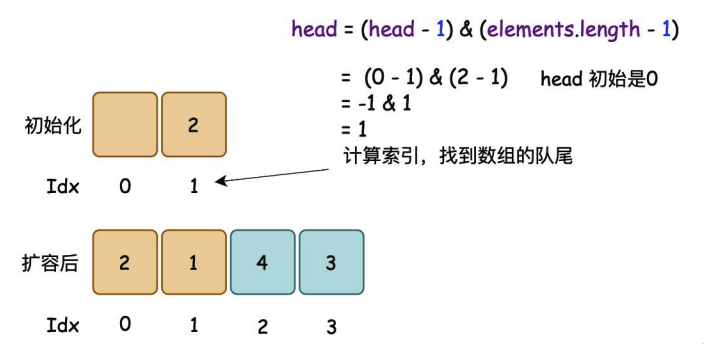 head = (head - 1) & (elements.length - 1)
= (0 - 1) & (2 - 1) head 初始是0
= -1 & 1
= 1
计算索引，找到数组的队尾
初始化 2
Idx 0 1
扩容后 2 1 4 3
Idx 0 1 2 3